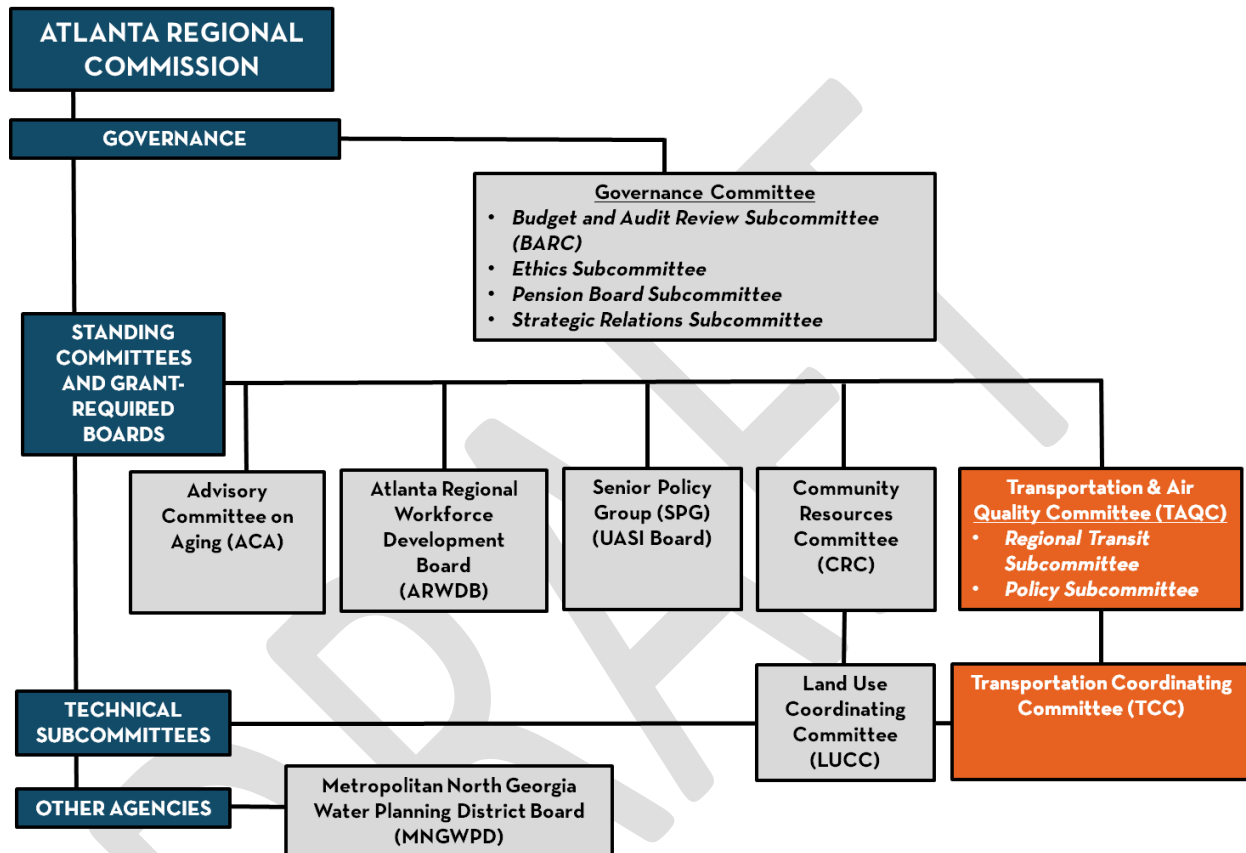 ATLANTA REGIONAL
COMMISSION
GOVERNANCE
Governance Committee
• Budget and Audit Review Subcommittee
(BARC)
• Ethics Subcommittee
• Pension Board Subcommittee
• Strategic Relations Subcommittee
STANDING
COMMITTEES
AND GRANT-
REQUIRED
BOARDS
Advisory
Committee on
Aging (ACA)
Atlanta Regional
Workforce
Development
Board
(ARWDB)
Senior Policy
Group (SPG)
(UASI Board)
Community
Resources
Committee
(CRC)
Transportation & Air
Quality Committee (TAQC)
• Regional Transit
Subcommittee
• Policy Subcommittee
TECHNICAL
SUBCOMMITTEES
Land Use
Coordinating
Committee
(LUCC)
Transportation Coordinating
Committee (TCC)
OTHER AGENCIES
Metropolitan North Georgia
Water Planning District Board
(MNGWPD)
DRAFT